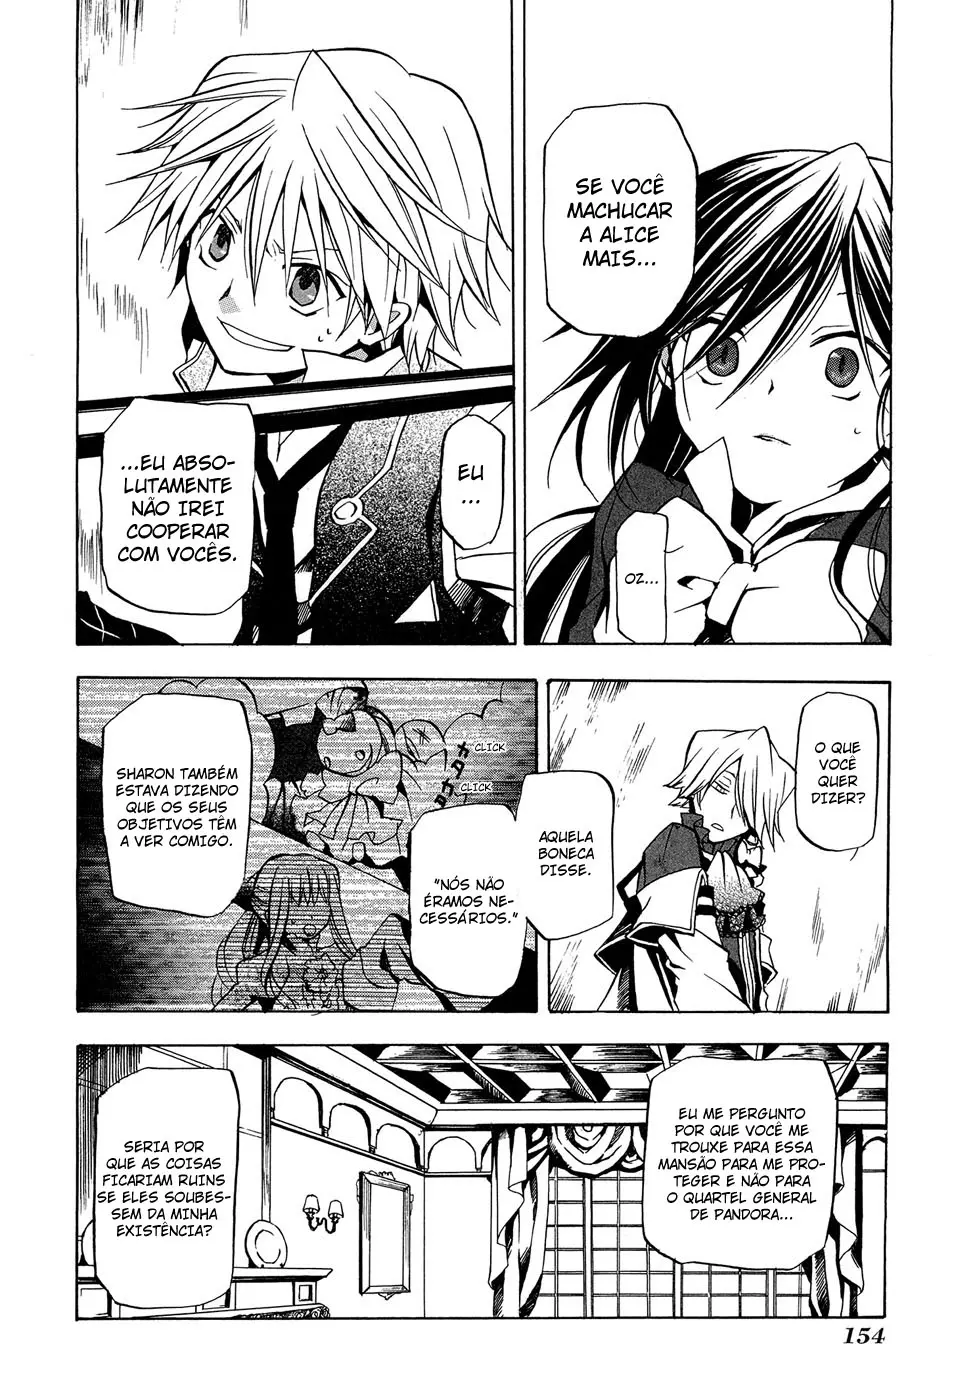 SE VOCÊ
MACHUCAR
A ALICE
MAIS...
OZ...
EU
...
...EU ABSO-
LUTAMENTE
NÃO IREI
COOPERAR
COM VOCÊS.
O QUE
VOCÊ
QUER
DIZER?
AQUELA
BONECA
DISSE.
"NÓS NÃO
ÉRAMOS NE-
CESSÁRIOS."
カタ
CLICK
カタ
CLICK
SHARON TAMBÉM
ESTAVA DIZENDO
QUE OS SEUS
OBJETIVOS TÊM
A VER COMIGO.
EU ME PERGUNTO
POR QUE VOCÊ ME
TROUXE PARA ESSA
MANSÃO PARA ME PRO-
TEGER E NÃO PARA
O QUARTEL GENERAL
DE PANDORA...
SERIA POR
QUE AS COISAS
FICARIAM RUINS
SE ELES SOUBES-
SEM DA MINHA
EXISTÊNCIA?
154